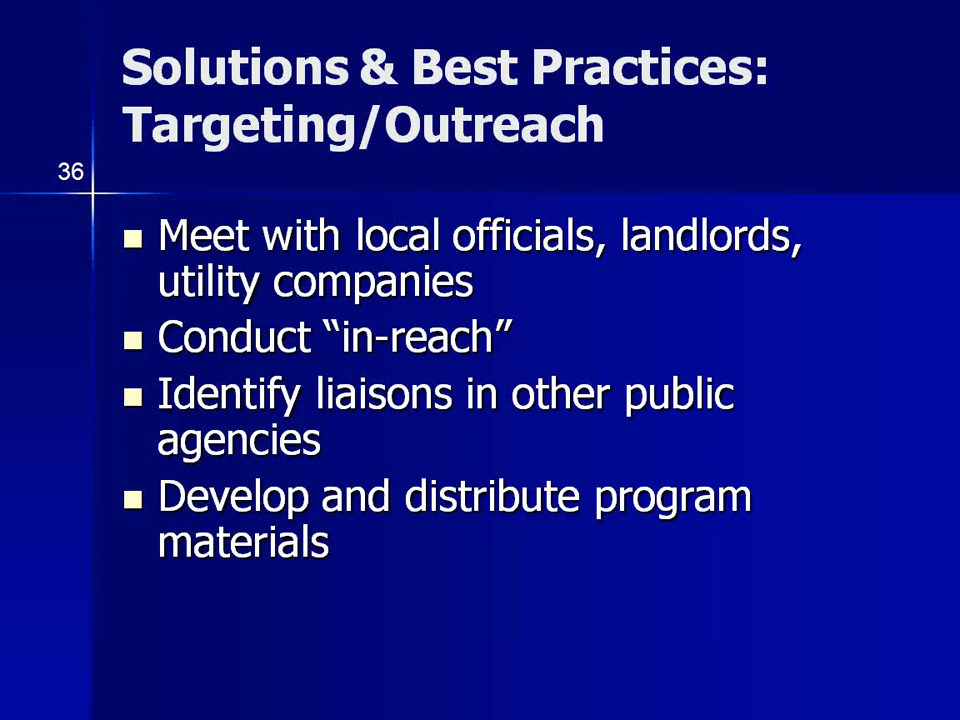 Solutions & Best Practices:
Targeting/Outreach
36
Meet with local officials, landlords,
utility companies
Conduct “in-reach”
Identify liaisons in other public
agencies
Develop and distribute program
materials